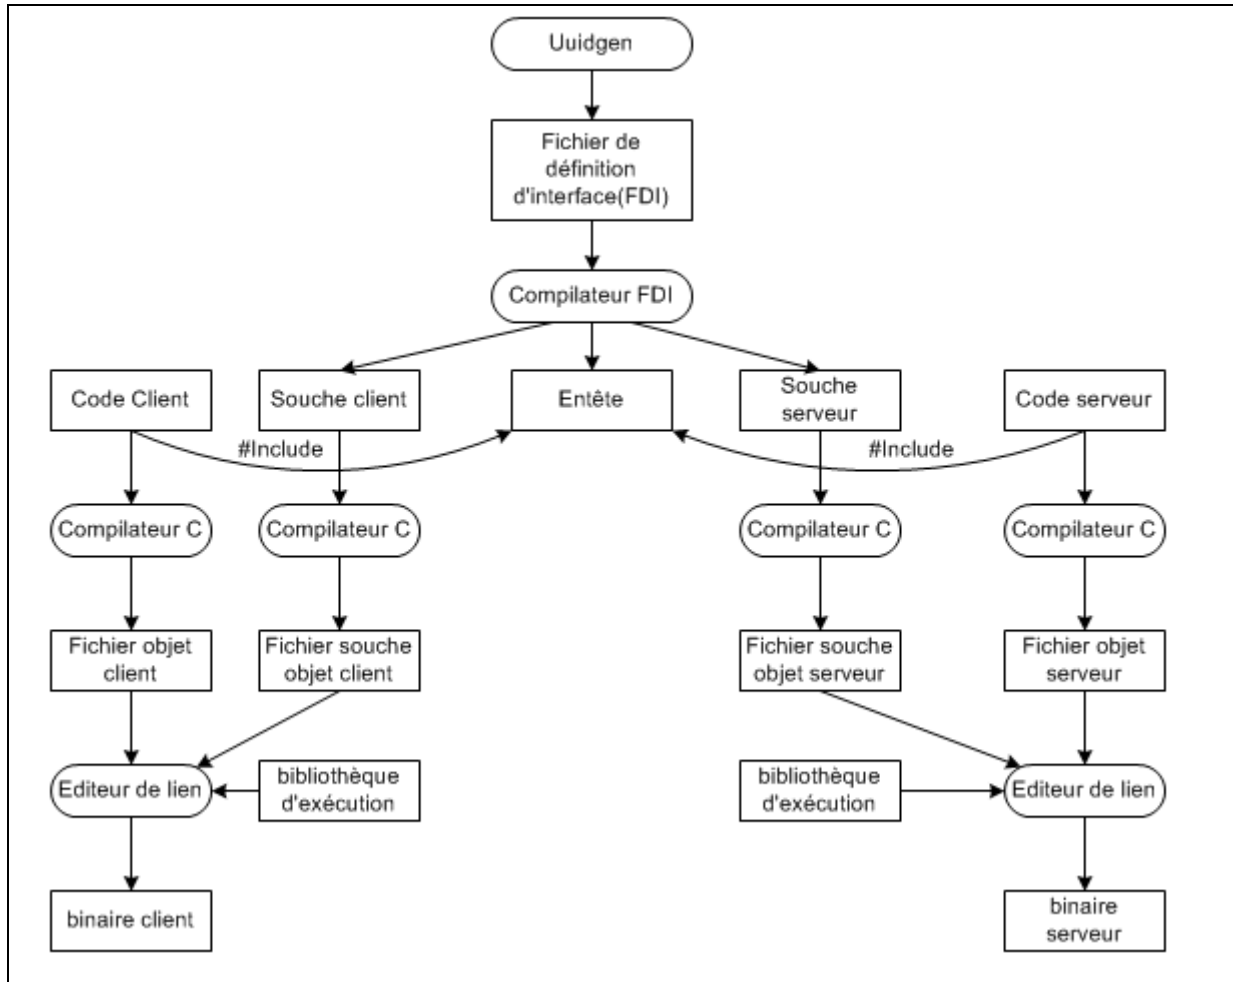 Uuidgen
Fichier de
définition
d'interface(FDI)
Compilateur FDI
Code Client
Souche client
Entête
Souche
serveur
Code serveur
#Include
#Include
Compilateur C
Compilateur C
Compilateur C
Compilateur C
Fichier objet
client
Fichier souche
objet client
Fichier souche
objet serveur
Fichier objet
serveur
Editeur de lien
bibliothèque
d'exécution
bibliothèque
d'exécution
Editeur de lien
binaire client
binaire
serveur